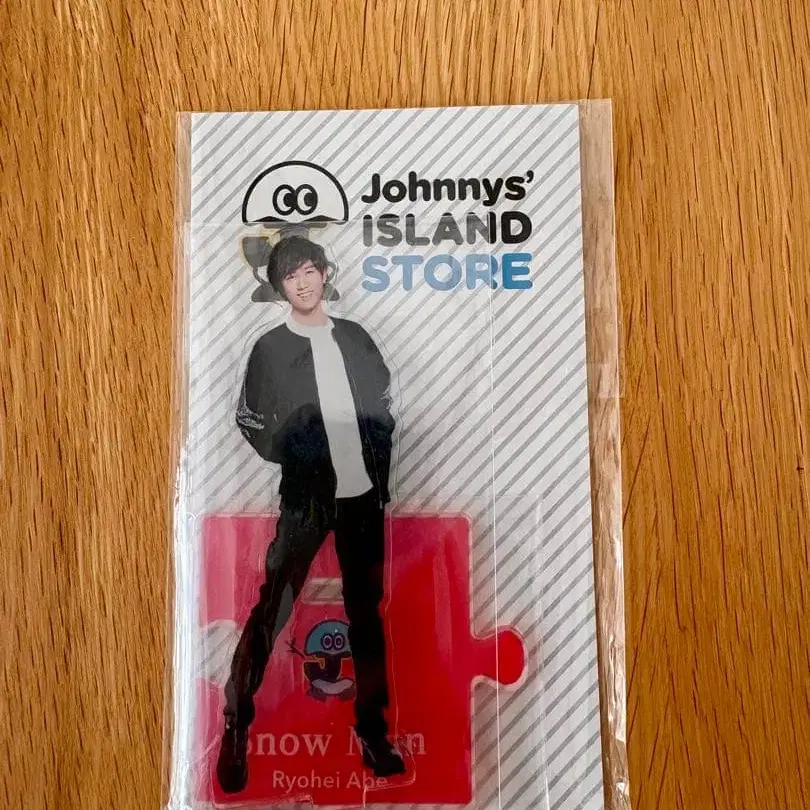 Johnnys'
ISLAND
STORE
Snow Man
Ryohei Abe